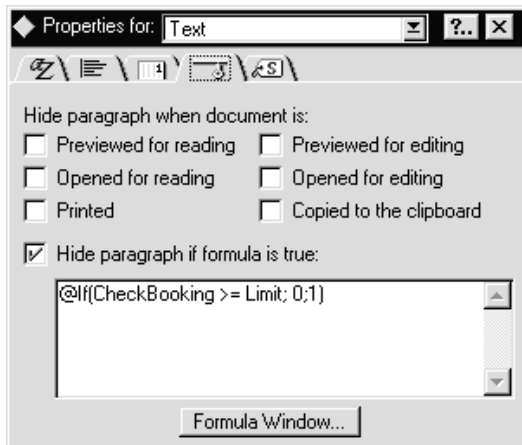 Properties for: Text ?..
1 S
Hide paragraph when document is:
Previewed for reading Previewed for editing
Opened for reading Opened for editing
Printed Copied to the clipboard
Hide paragraph if formula is true:
@If(CheckBooking >= Limit; 0;1)
Formula Window...